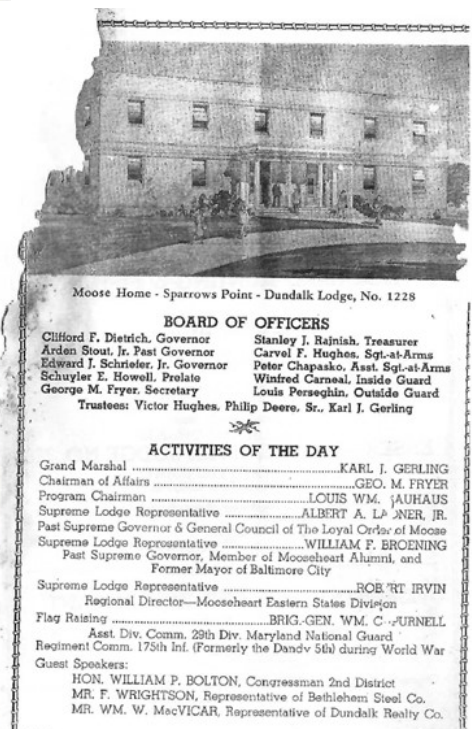 Moose Home - Sparrows Point - Dundalk Lodge, No. 1228
BOARD OF OFFICERS
Clifford F. Dietrich, Governor
Arden Stout, Jr. Past Governor
Edward J. Schriefer, Jr. Governor
Schuyler E. Howell, Prelate
George M. Fryer, Secretary
Stanley J. Rajnish, Treasurer
Carvel F. Hughes, Sgt.-at-Arms
Peter Chapasko, Asst. Sgt.-at-Arms
Winfred Carneal, Inside Guard
Louis Perseghin, Outside Guard
Trustees: Victor Hughes, Philip Deere, Sr., Karl J. Gerling
ACTIVITIES OF THE DAY
Grand Marshal ..........KARL J. GERLING
Chairman of Affairs ..........GEO. M. FRYER
Program Chairman ..........LOUIS WM.
Supreme Lodge Representative ..........ALBERT A. JR.
Past Supreme Governor & General Council of The Loyal Order of Moose
Supreme Lodge Representative ..........WILLIAM F. BROENING
Past Supreme Governor, Member of Mooseheart Alumni, and
Former Mayor of Baltimore City
Supreme Lodge Representative ..........ROBERT IRVIN
Regional Director—Mooseheart Eastern States Division
Flag Raising ..........BRIG.-GEN. WM.
Asst. Div. Comm. 29th Div. Maryland National Guard
Regiment Comm. 175th Inf. (Formerly the Dandy 5th) during World War
Guest Speakers:
HON. WILLIAM P. BOLTON, Congressman 2nd District
MR. F. WRIGHTSON, Representative of Bethlehem Steel Co.
MR. WM. W. MacVICAR, Representative of Dundalk Realty Co.